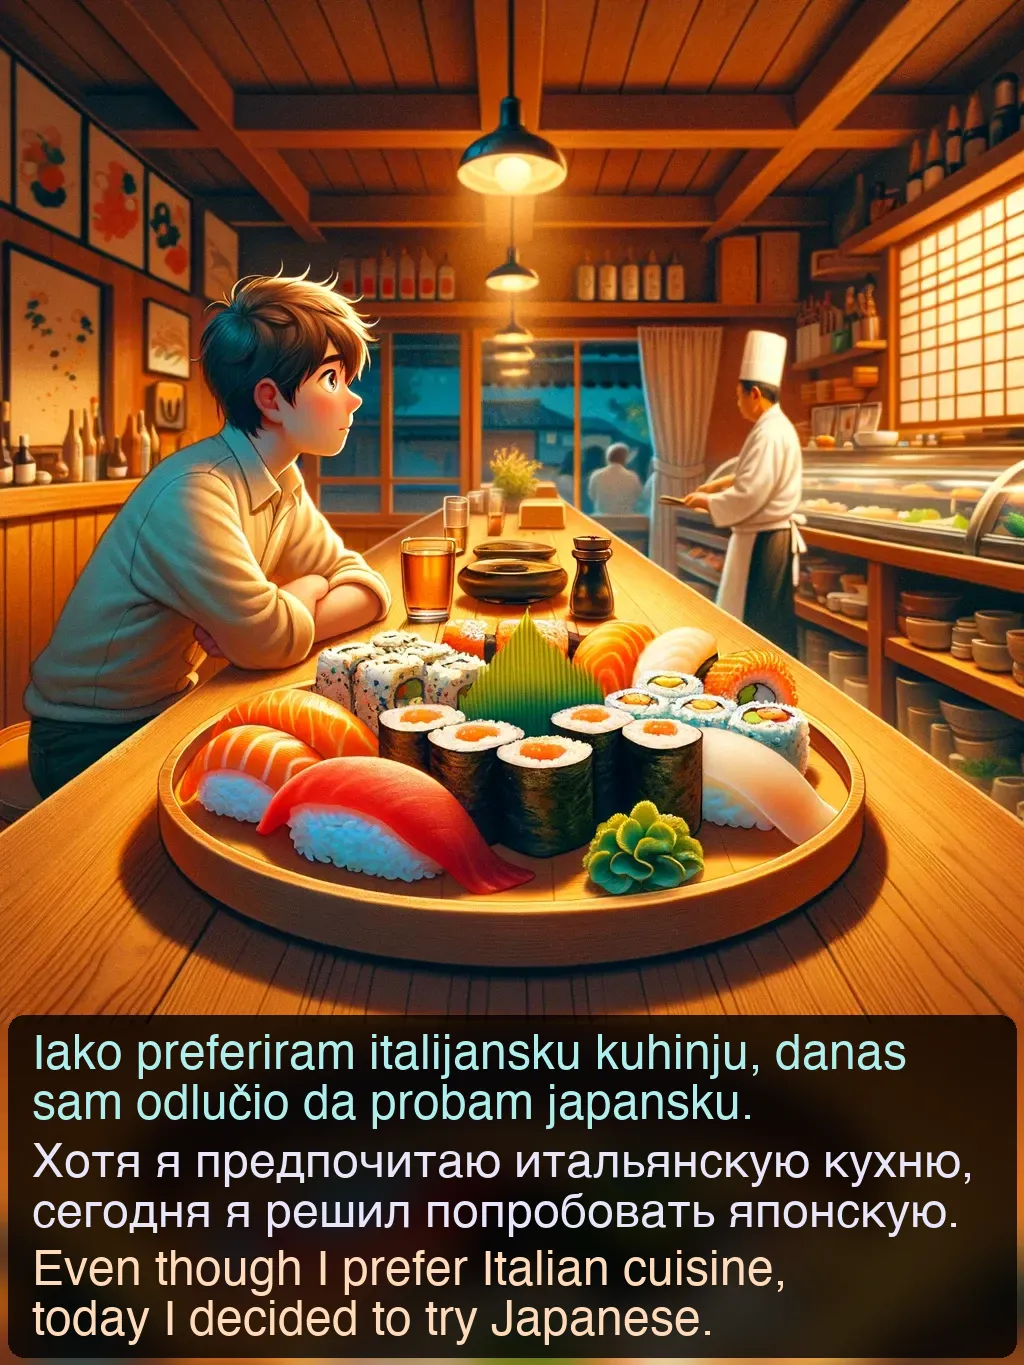 Iako preferiram italijansku kuhinju, danas
sam odlučio da probam japansku.
Хотя я предпочитаю итальянскую кухню,
сегодня я решил попробовать японскую.
Even though I prefer Italian cuisine,
today I decided to try Japanese.